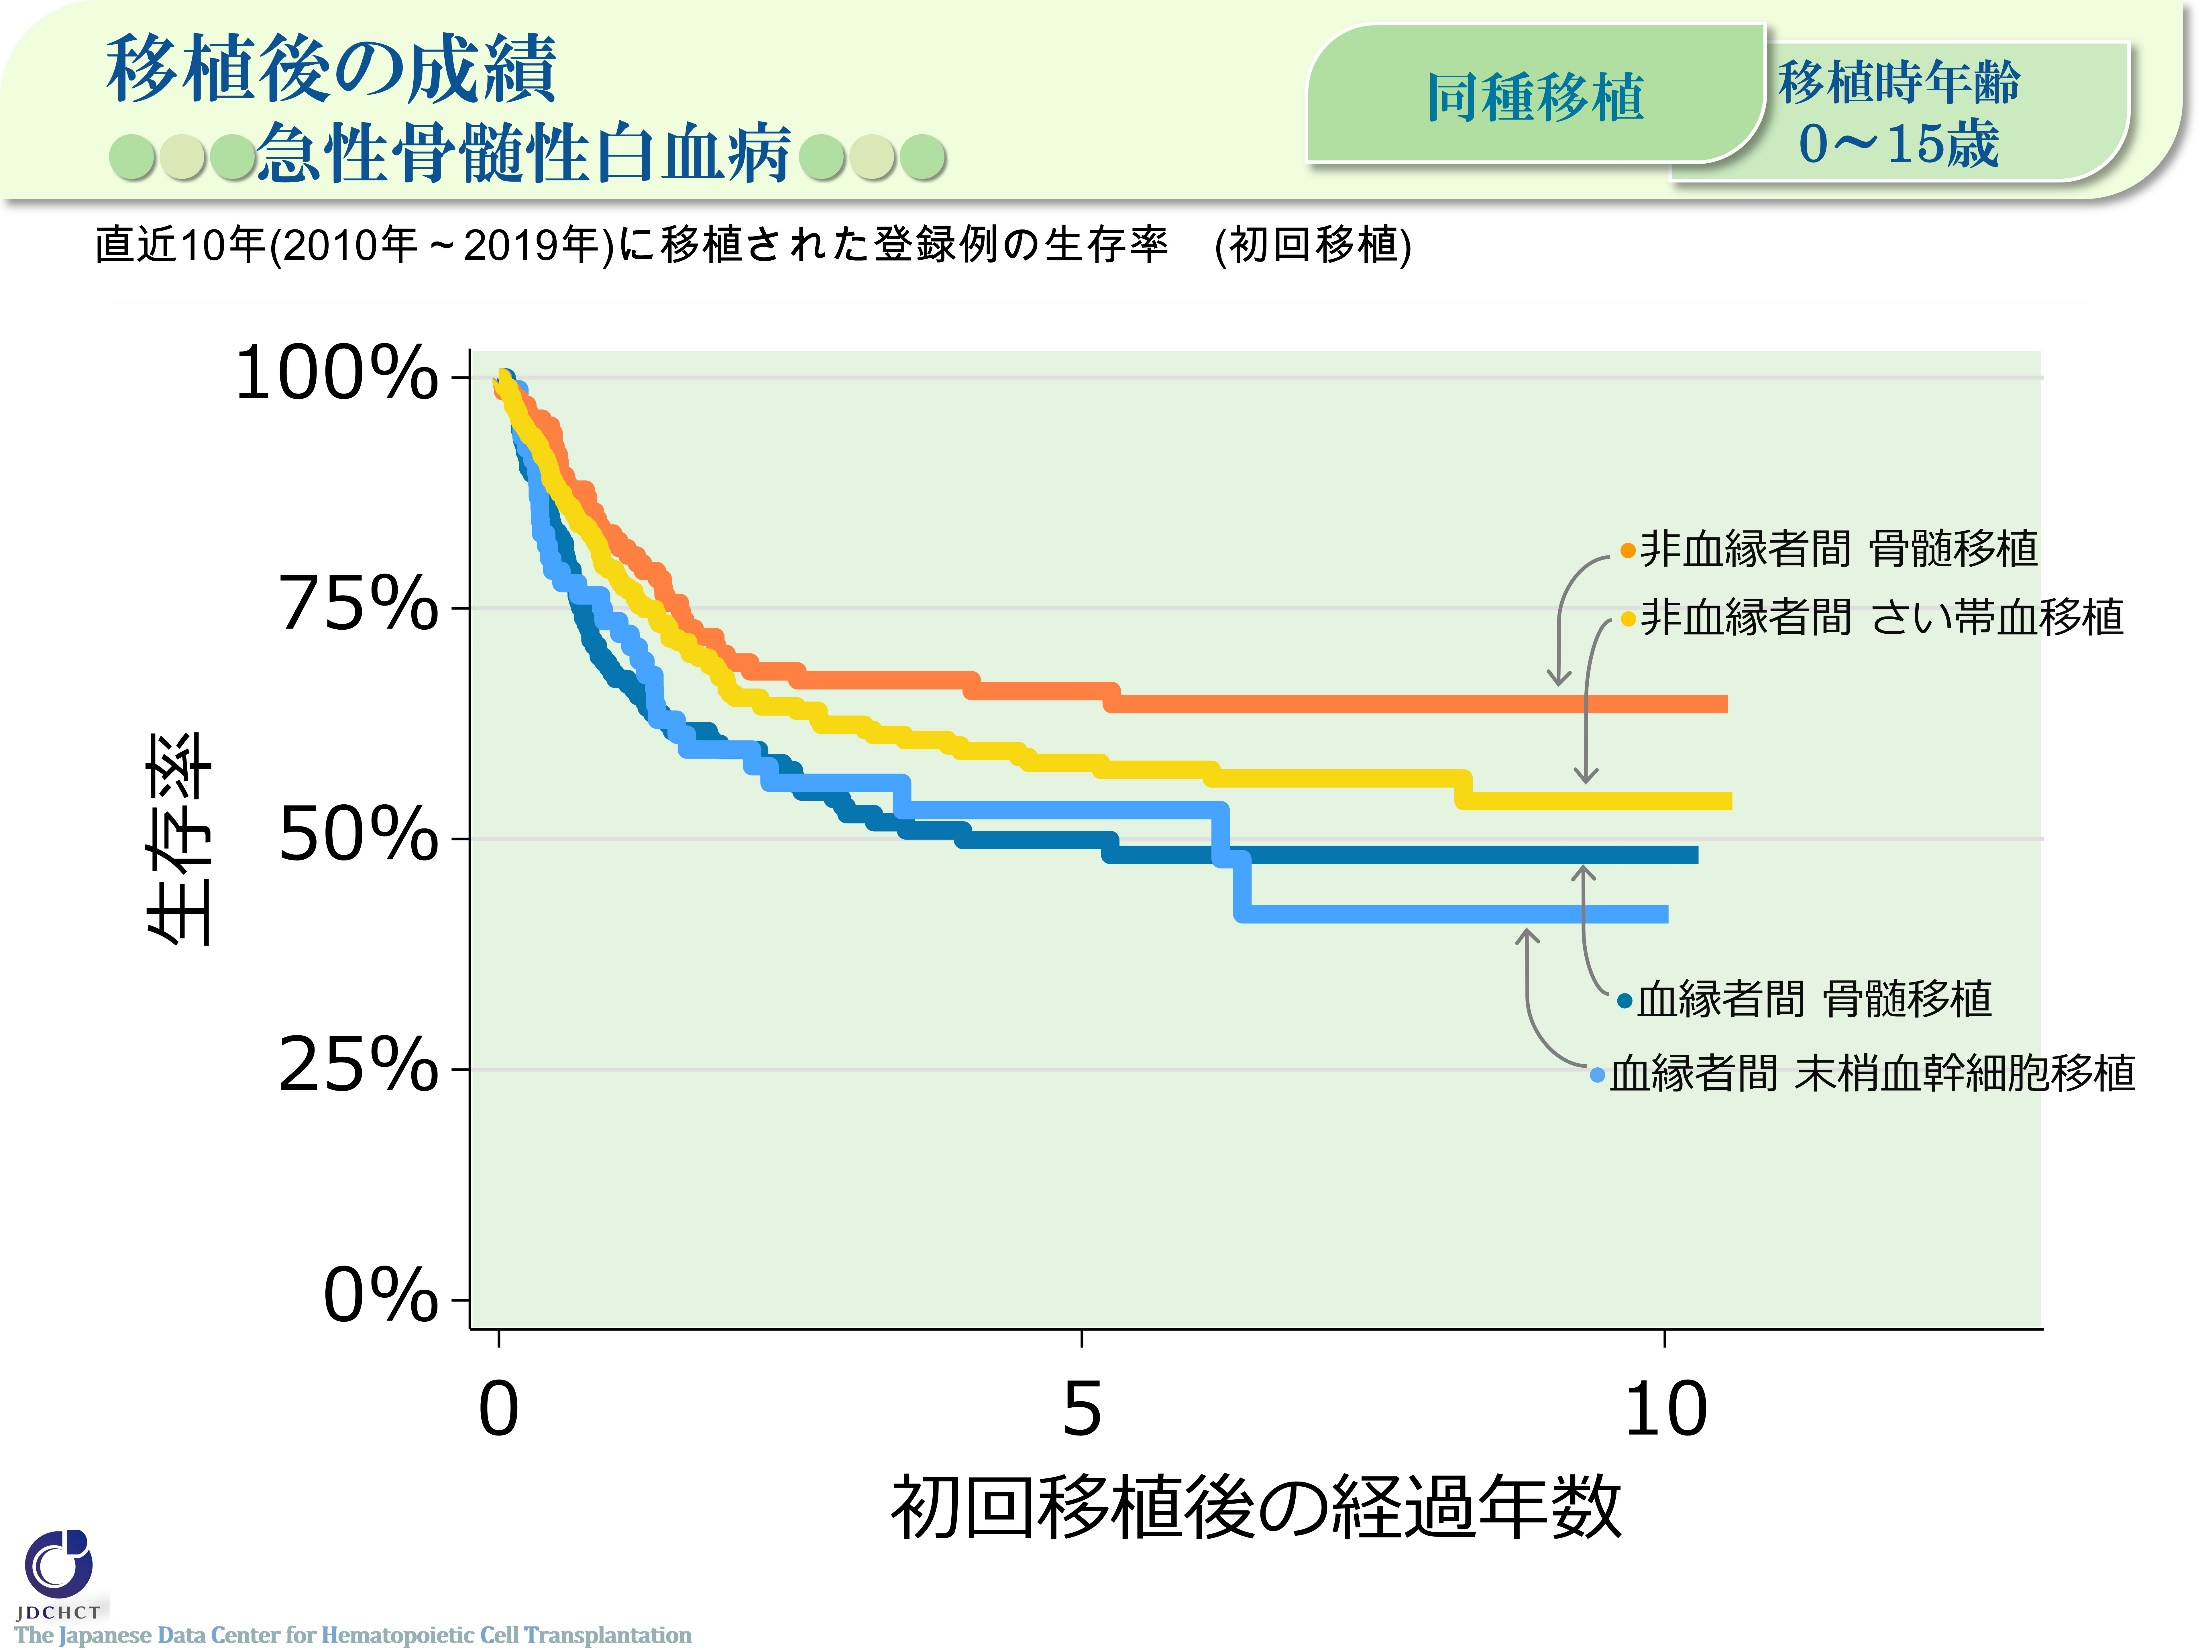 移植後の成績
急性骨髄性白血病
同種移植
移植時年齢
0～15歳
直近10年(2010年～2019年)に移植された登録例の生存率　(初回移植)
100%
75%
50%
25%
0%
生存率
非血縁者間 骨髄移植
非血縁者間 さい帯血移植
血縁者間 骨髄移植
血縁者間 末梢血幹細胞移植
0
5
10
初回移植後の経過年数
JDCHCT
The Japanese Data Center for Hematopoietic Cell Transplantation